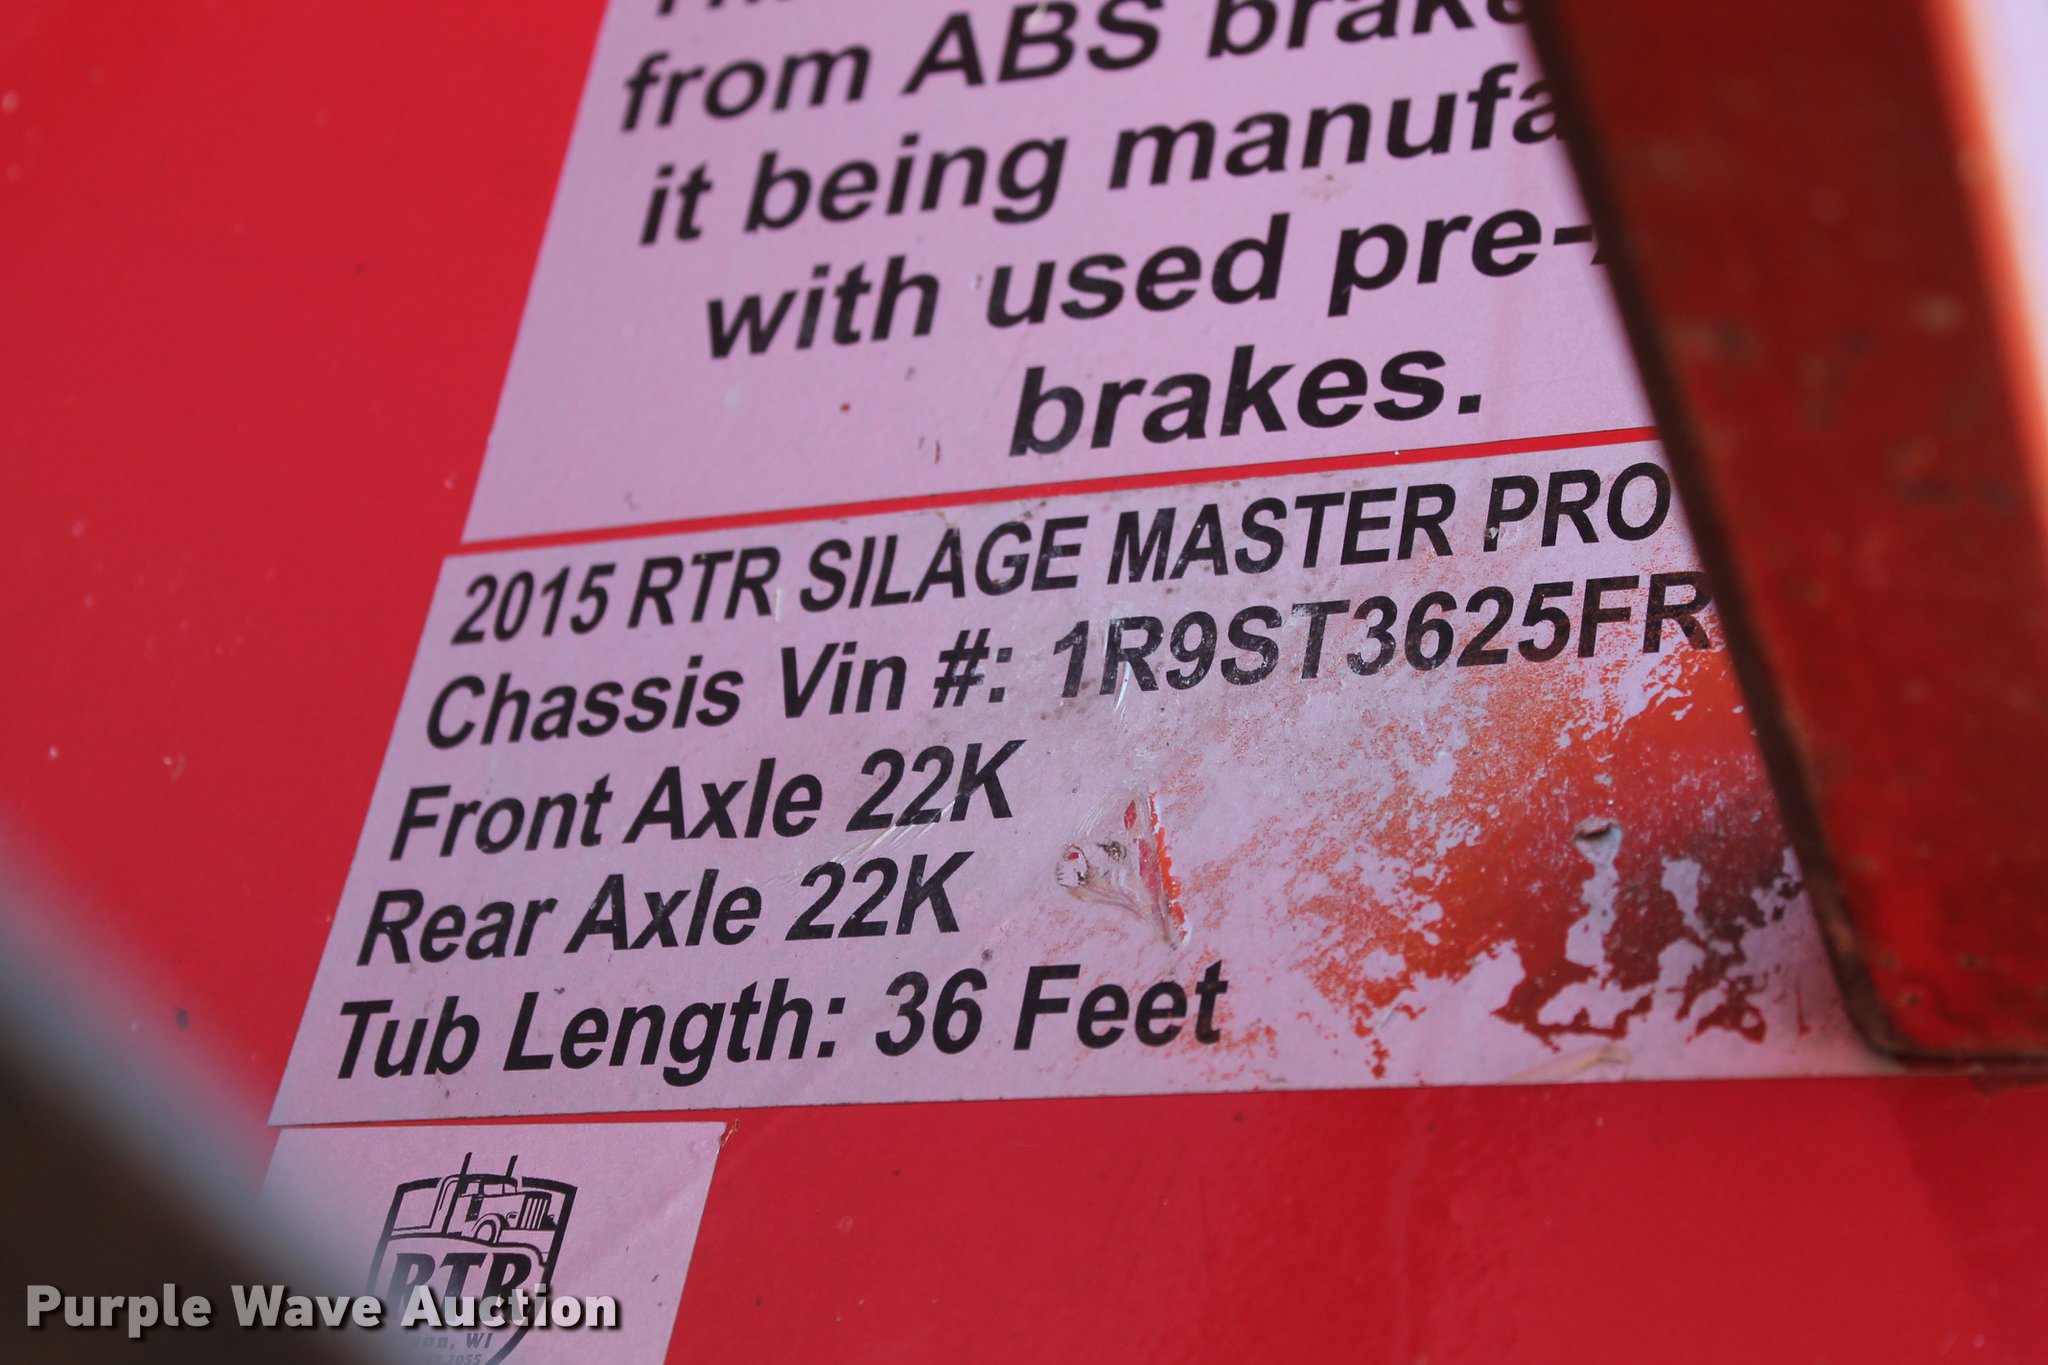 from ABS brake
it being manufa
with used pre-
brakes.
2015 RTR SILAGE MASTER PRO
Chassis Vin #: 1R9ST3625FR
Front Axle 22K
Rear Axle 22K
Tub Length: 36 Feet
RTR
WI
Purple Wave Auction